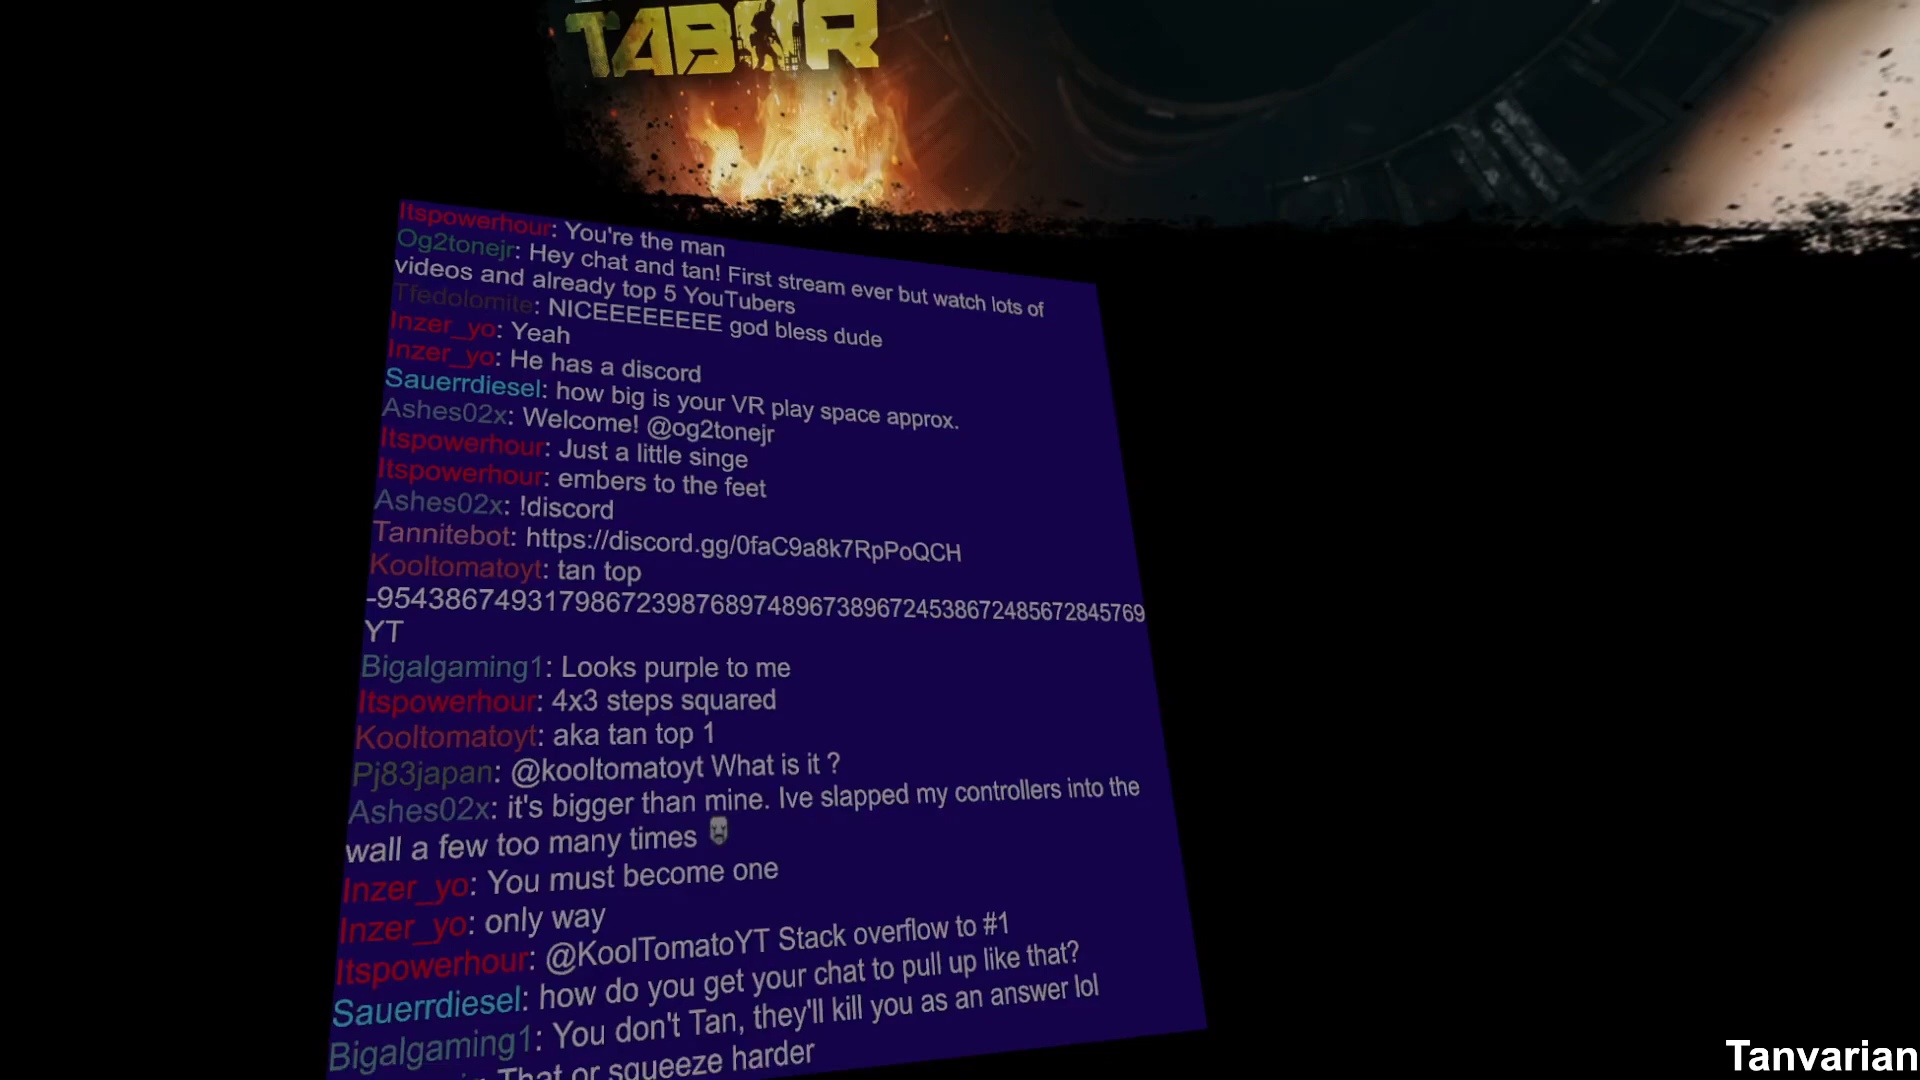 TABOR
Itspowerhour: You're the man
Og2tonejr: Hey chat and tan! First stream ever but watch lots of
videos and already top 5 YouTubers
Tfedolomite: NICEEEEEEEE god bless dude
Inzer_yo: Yeah
Inzer_yo: He has a discord
Sauerrdiesel: how big is your VR play space approx.
Ashes02x: Welcome! @og2tonejr
Itspowerhour: Just a little singe
Itspowerhour: embers to the feet
Ashes02x: !discord
Tannitebot: https://discord.gg/0faC9a8k7RpPoQCH
Kooltomatoyt: tan top
-954386749317986723987689748967389672453867248567284576​9
YT
Bigalgaming1: Looks purple to me
Itspowerhour: 4x3 steps squared
Kooltomatoyt: aka tan top 1
Pj83japan: @kooltomatoyt What is it ?
Ashes02x: it's bigger than mine. Ive slapped my controllers into the
wall a few too many times
Inzer_yo: You must become one
Inzer_yo: only way
Itspowerhour: @KoolTomatoYT Stack overflow to #1
Sauerrdiesel: how do you get your chat to pull up like that?
Bigalgaming1: You don't Tan, they'll kill you as an answer lol
: That or squeeze harder
Tanvarian